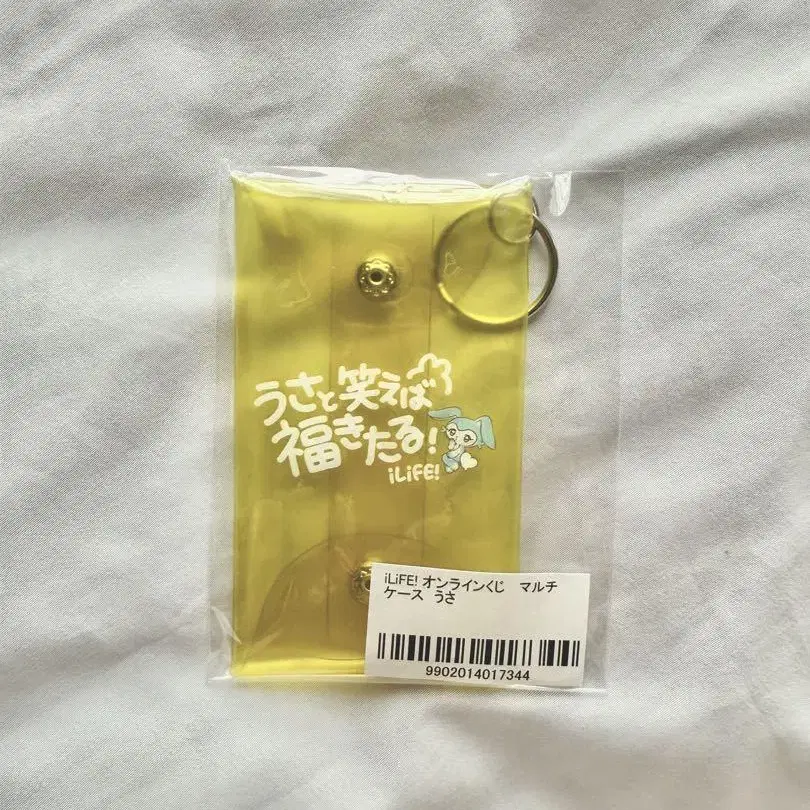 うさと笑えば
福きたる!
iLiFE!
iLiFE! オンラインくじ　マルチ
ケース　うさ
9902014017344